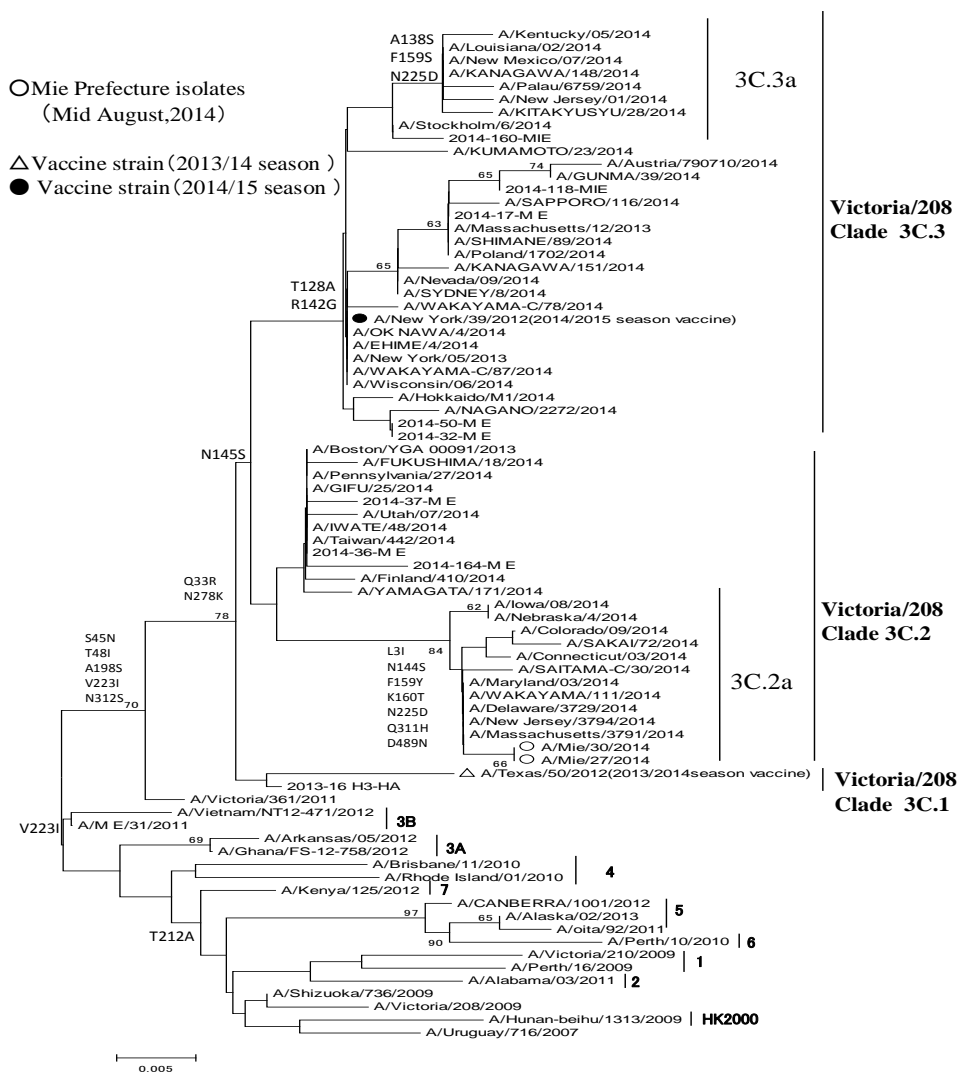 ○Mie Prefecture isolates
(Mid August,2014)
△Vaccine strain(2013/14 season )
● Vaccine strain(2014/15 season )
A138S
F159S
N225D
A/Kentucky/05/2014
A/Louisiana/02/2014
A/New Mexico/07/2014
A/KANAGAWA/148/2014
A/Palau/6759/2014
A/New Jersey/01/2014
A/KITAKYUSYU/28/2014
A/Stockholm/6/2014
2014-160-MIE
3C.3a
A/KUMAMOTO/23/2014
74
A/Austria/790710/2014
65
A/GUNMA/39/2014
2014-118-MIE
A/SAPPORO/116/2014
63
2014-17-M E
A/Massachusetts/12/2013
A/SHIMANE/89/2014
A/Poland/1702/2014
65
A/KANAGAWA/151/2014
A/Nevada/09/2014
A/SYDNEY/8/2014
T128A
R142G
A/WAKAYAMA-C/78/2014
A/New York/39/2012(2014/2015 season vaccine)
A/OK NAWA/4/2014
A/EHIME/4/2014
A/New York/05/2013
A/WAKAYAMA-C/87/2014
A/Wisconsin/06/2014
A/Hokkaido/M1/2014
A/NAGANO/2272/2014
2014-50-M E
2014-32-M E
Victoria/208
Clade 3C.3
N145S
A/Boston/YGA 00091/2013
A/FUKUSHIMA/18/2014
A/Pennsylvania/27/2014
A/GIFU/25/2014
2014-37-M E
A/Utah/07/2014
A/IWATE/48/2014
A/Taiwan/442/2014
2014-36-M E
2014-164-M E
A/Finland/410/2014
A/YAMAGATA/171/2014
Q33R
N278K
78
62
A/Iowa/08/2014
A/Nebraska/4/2014
A/Colorado/09/2014
A/SAKAI/72/2014
84
A/Connecticut/03/2014
A/SAITAMA-C/30/2014
A/Maryland/03/2014
A/WAKAYAMA/111/2014
A/Delaware/3729/2014
A/New Jersey/3794/2014
A/Massachusetts/3791/2014
A/Mie/30/2014
66
A/Mie/27/2014
L3I
N144S
F159Y
K160T
N225D
Q311H
D489N
3C.2a
Victoria/208
Clade 3C.2
S45N
T48I
A198S
V223I
N312S
70
A/Texas/50/2012(2013/2014season vaccine)
2013-16 H3-HA
Victoria/208
Clade 3C.1
A/Victoria/361/2011
V223I
A/Vietnam/NT12-471/2012
A/M E/31/2011
3B
69
A/Arkansas/05/2012
A/Ghana/FS-12-758/2012
3A
A/Brisbane/11/2010
A/Rhode Island/01/2010
4
A/Kenya/125/2012
7
T212A
97
A/CANBERRA/1001/2012
65
A/Alaska/02/2013
A/oita/92/2011
5
90
A/Perth/10/2010
6
A/Victoria/210/2009
A/Perth/16/2009
1
A/Alabama/03/2011
2
A/Shizuoka/736/2009
A/Victoria/208/2009
A/Hunan-beihu/1313/2009
HK2000
A/Uruguay/716/2007
0.005